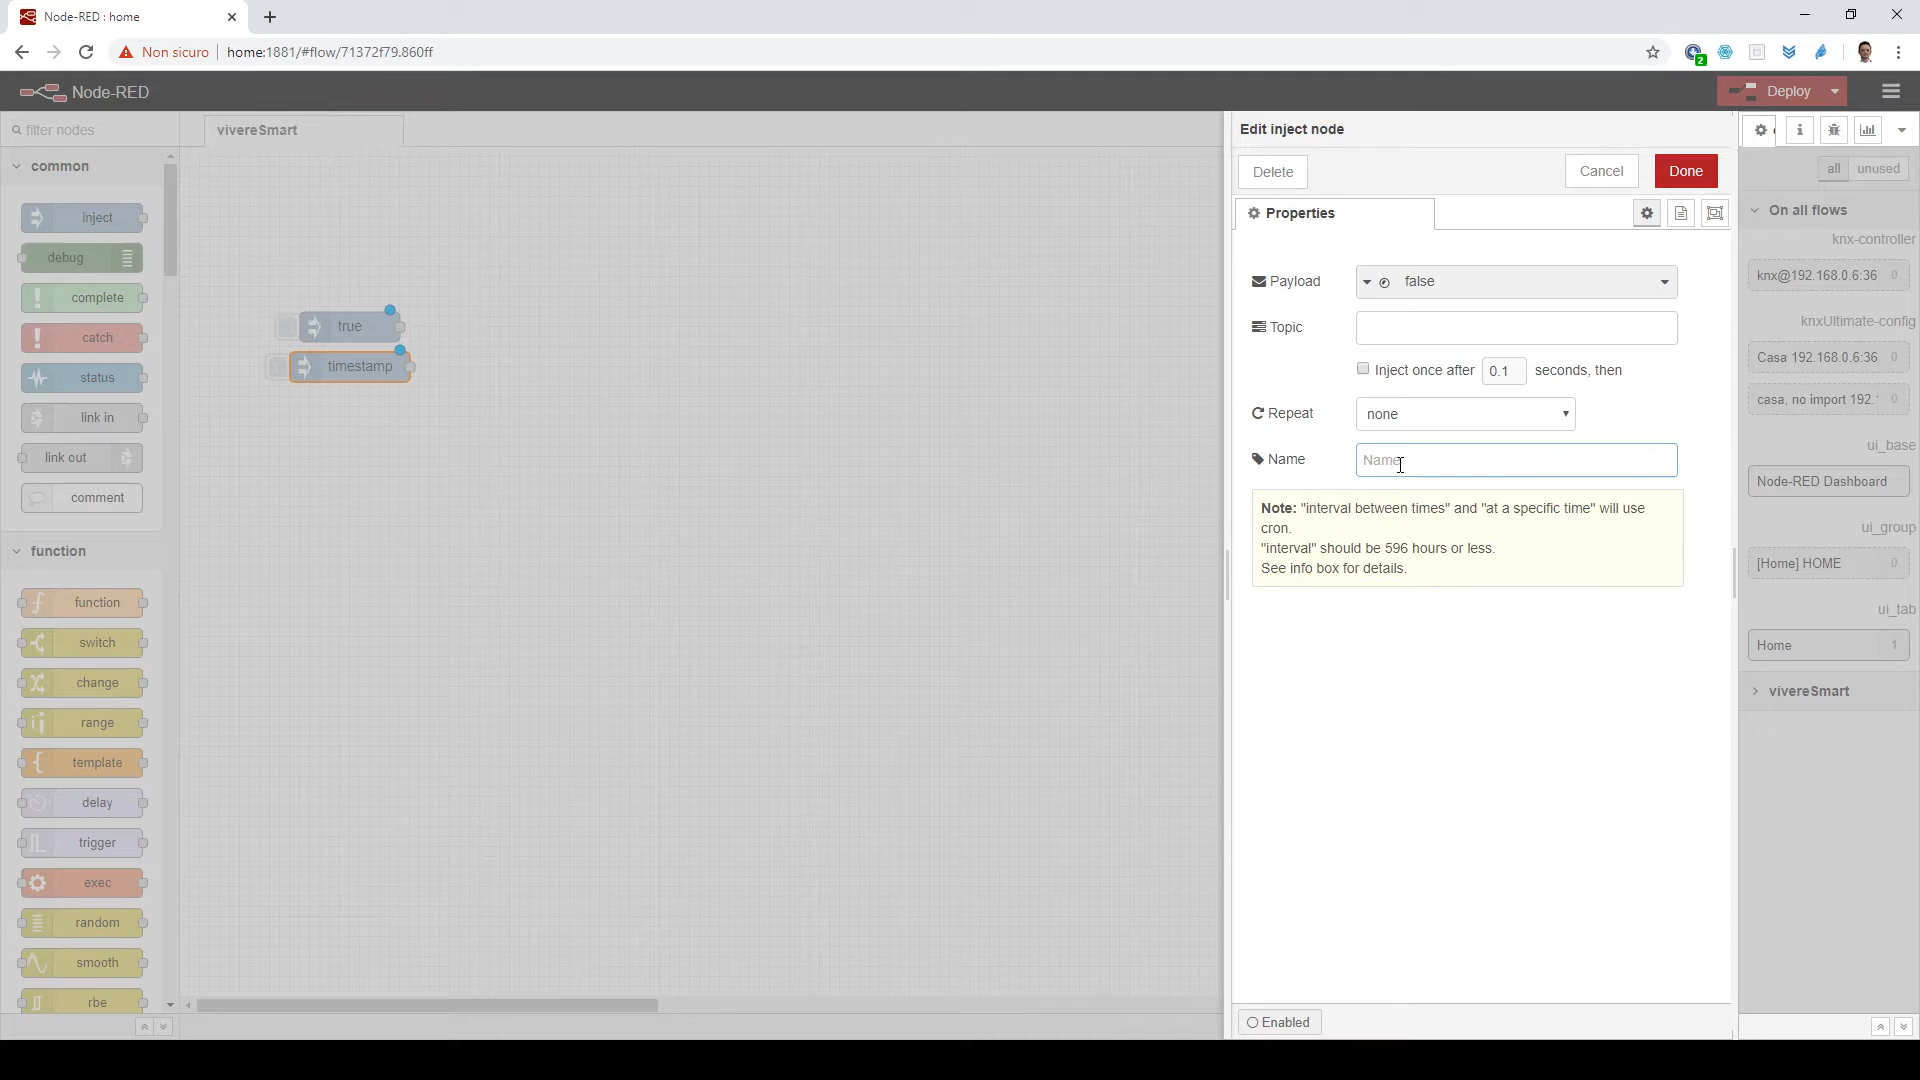 Node-RED : home
Non sicuro
home:1881/#flow/71372f79.860ff
2
Node-RED
Deploy
filter nodes
vivereSmart
common
inject
debug
complete
catch
status
link in
link out
comment
function
function
switch
change
range
template
delay
trigger
exec
random
smooth
rbe
true
timestamp
Edit inject node
Delete
Cancel
Done
Properties
Payload
false
Topic
Inject once after
0.1
seconds, then
Repeat
none
Name
Name
Note: "interval between times" and "at a specific time" will use
cron.
"interval" should be 596 hours or less.
See info box for details.
Enabled
all
unused
On all flows
knx-controller
knx@192.168.0.6:36
0
knxUltimate-config
Casa 192.168.0.6:36
0
casa, no import 192.
0
ui_base
Node-RED Dashboard
ui_group
[Home] HOME
0
ui_tab
Home
1
vivereSmart